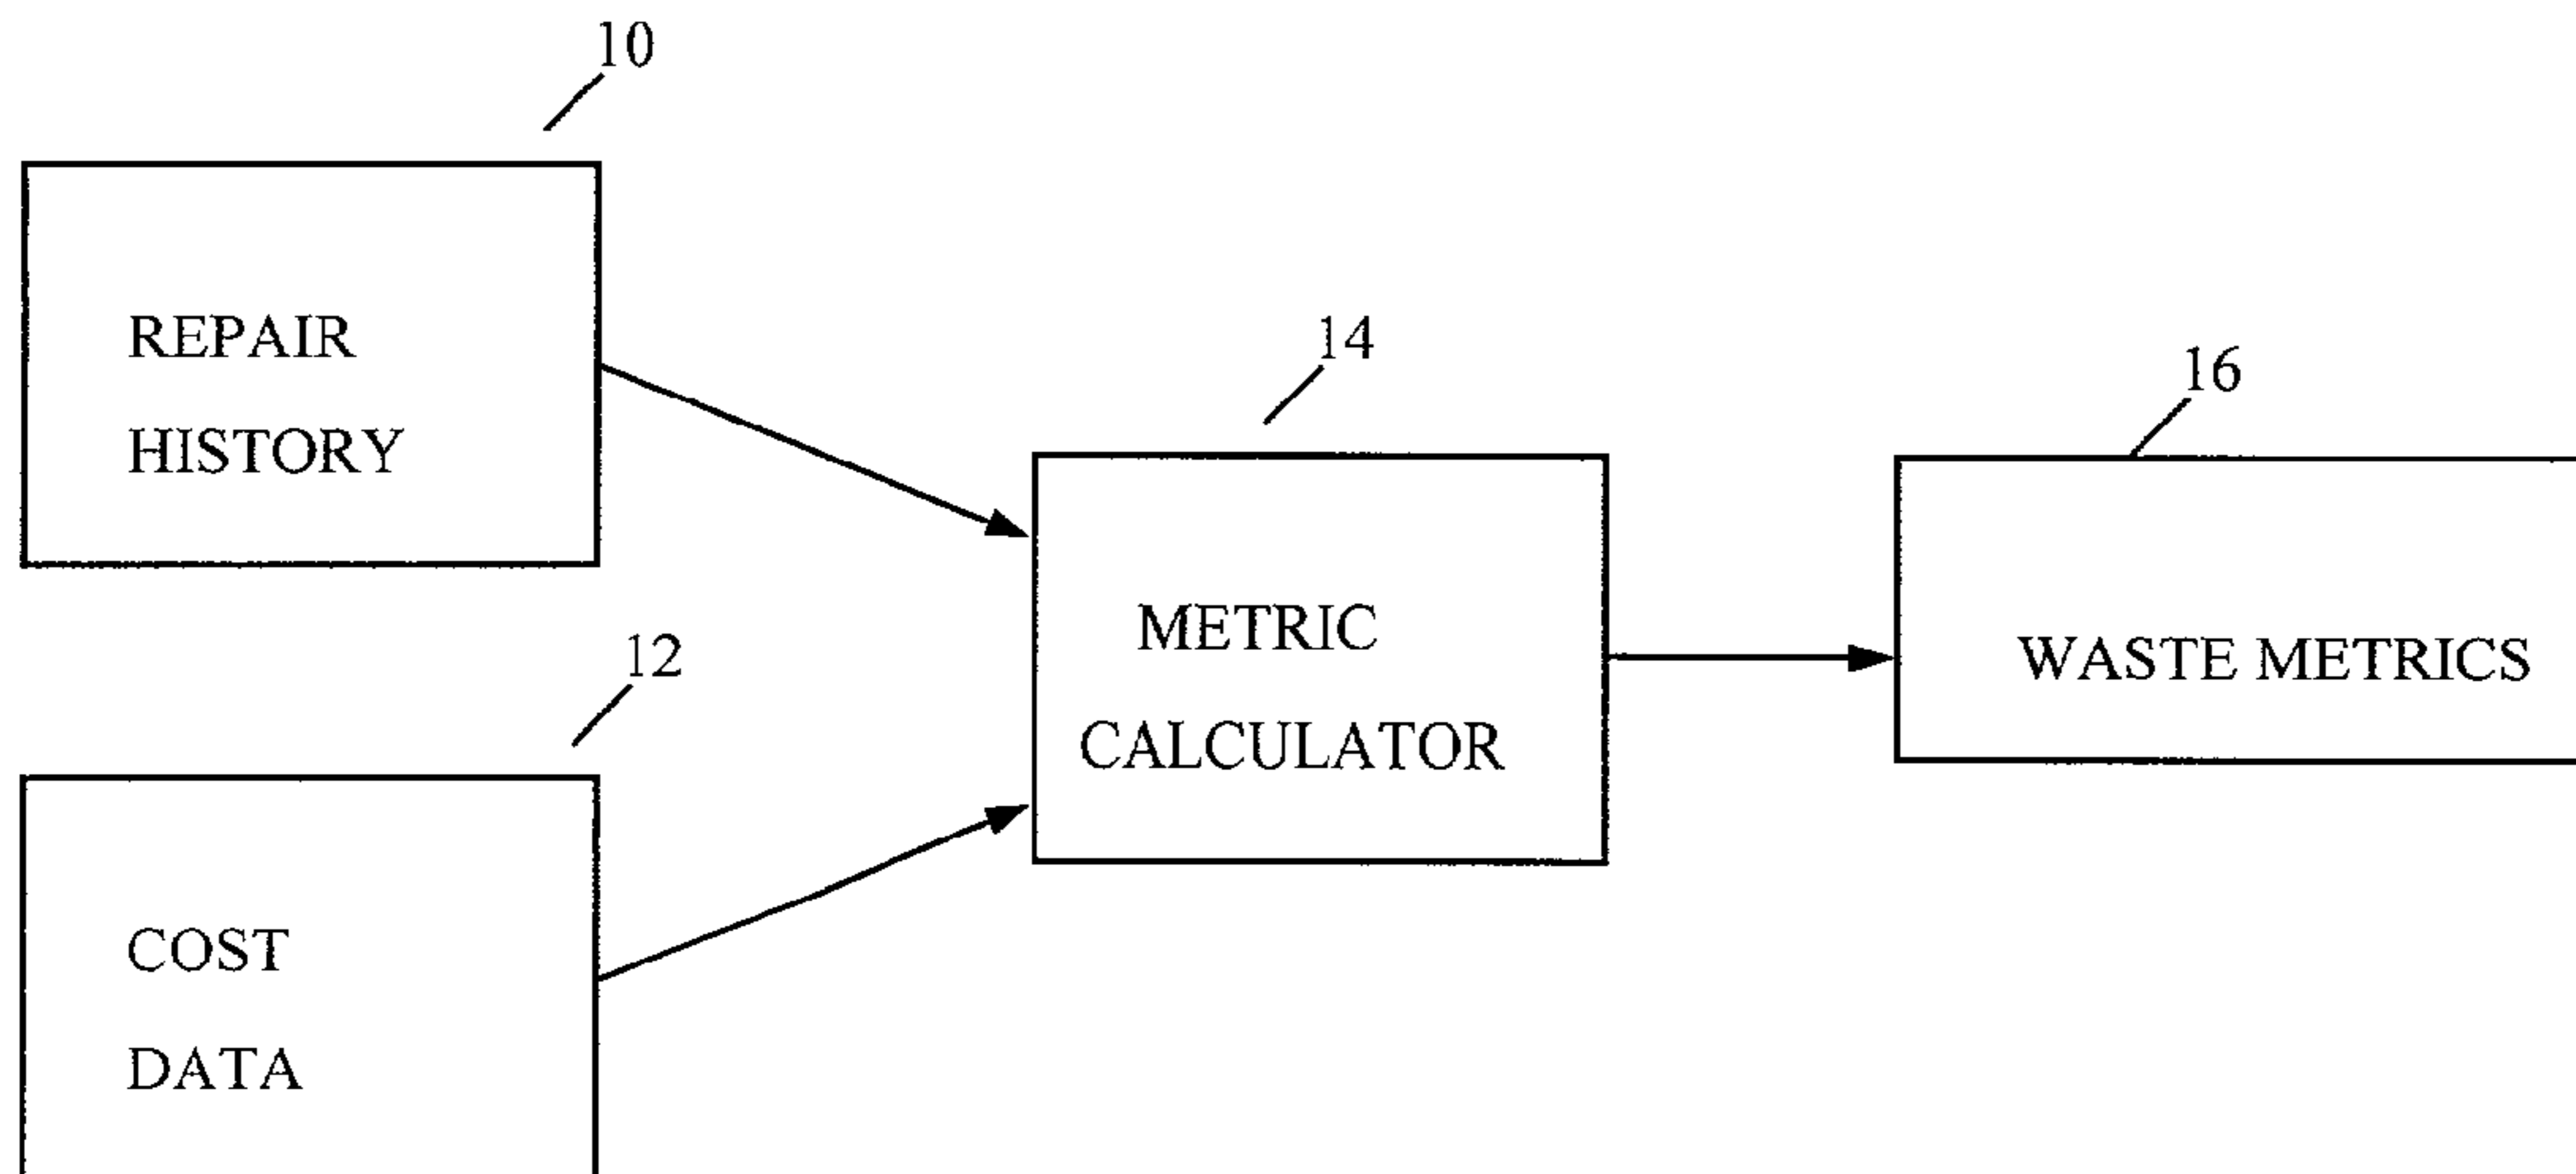 10
REPAIR
HISTORY
12
COST
DATA
14
METRIC
CALCULATOR
16
WASTE METRICS